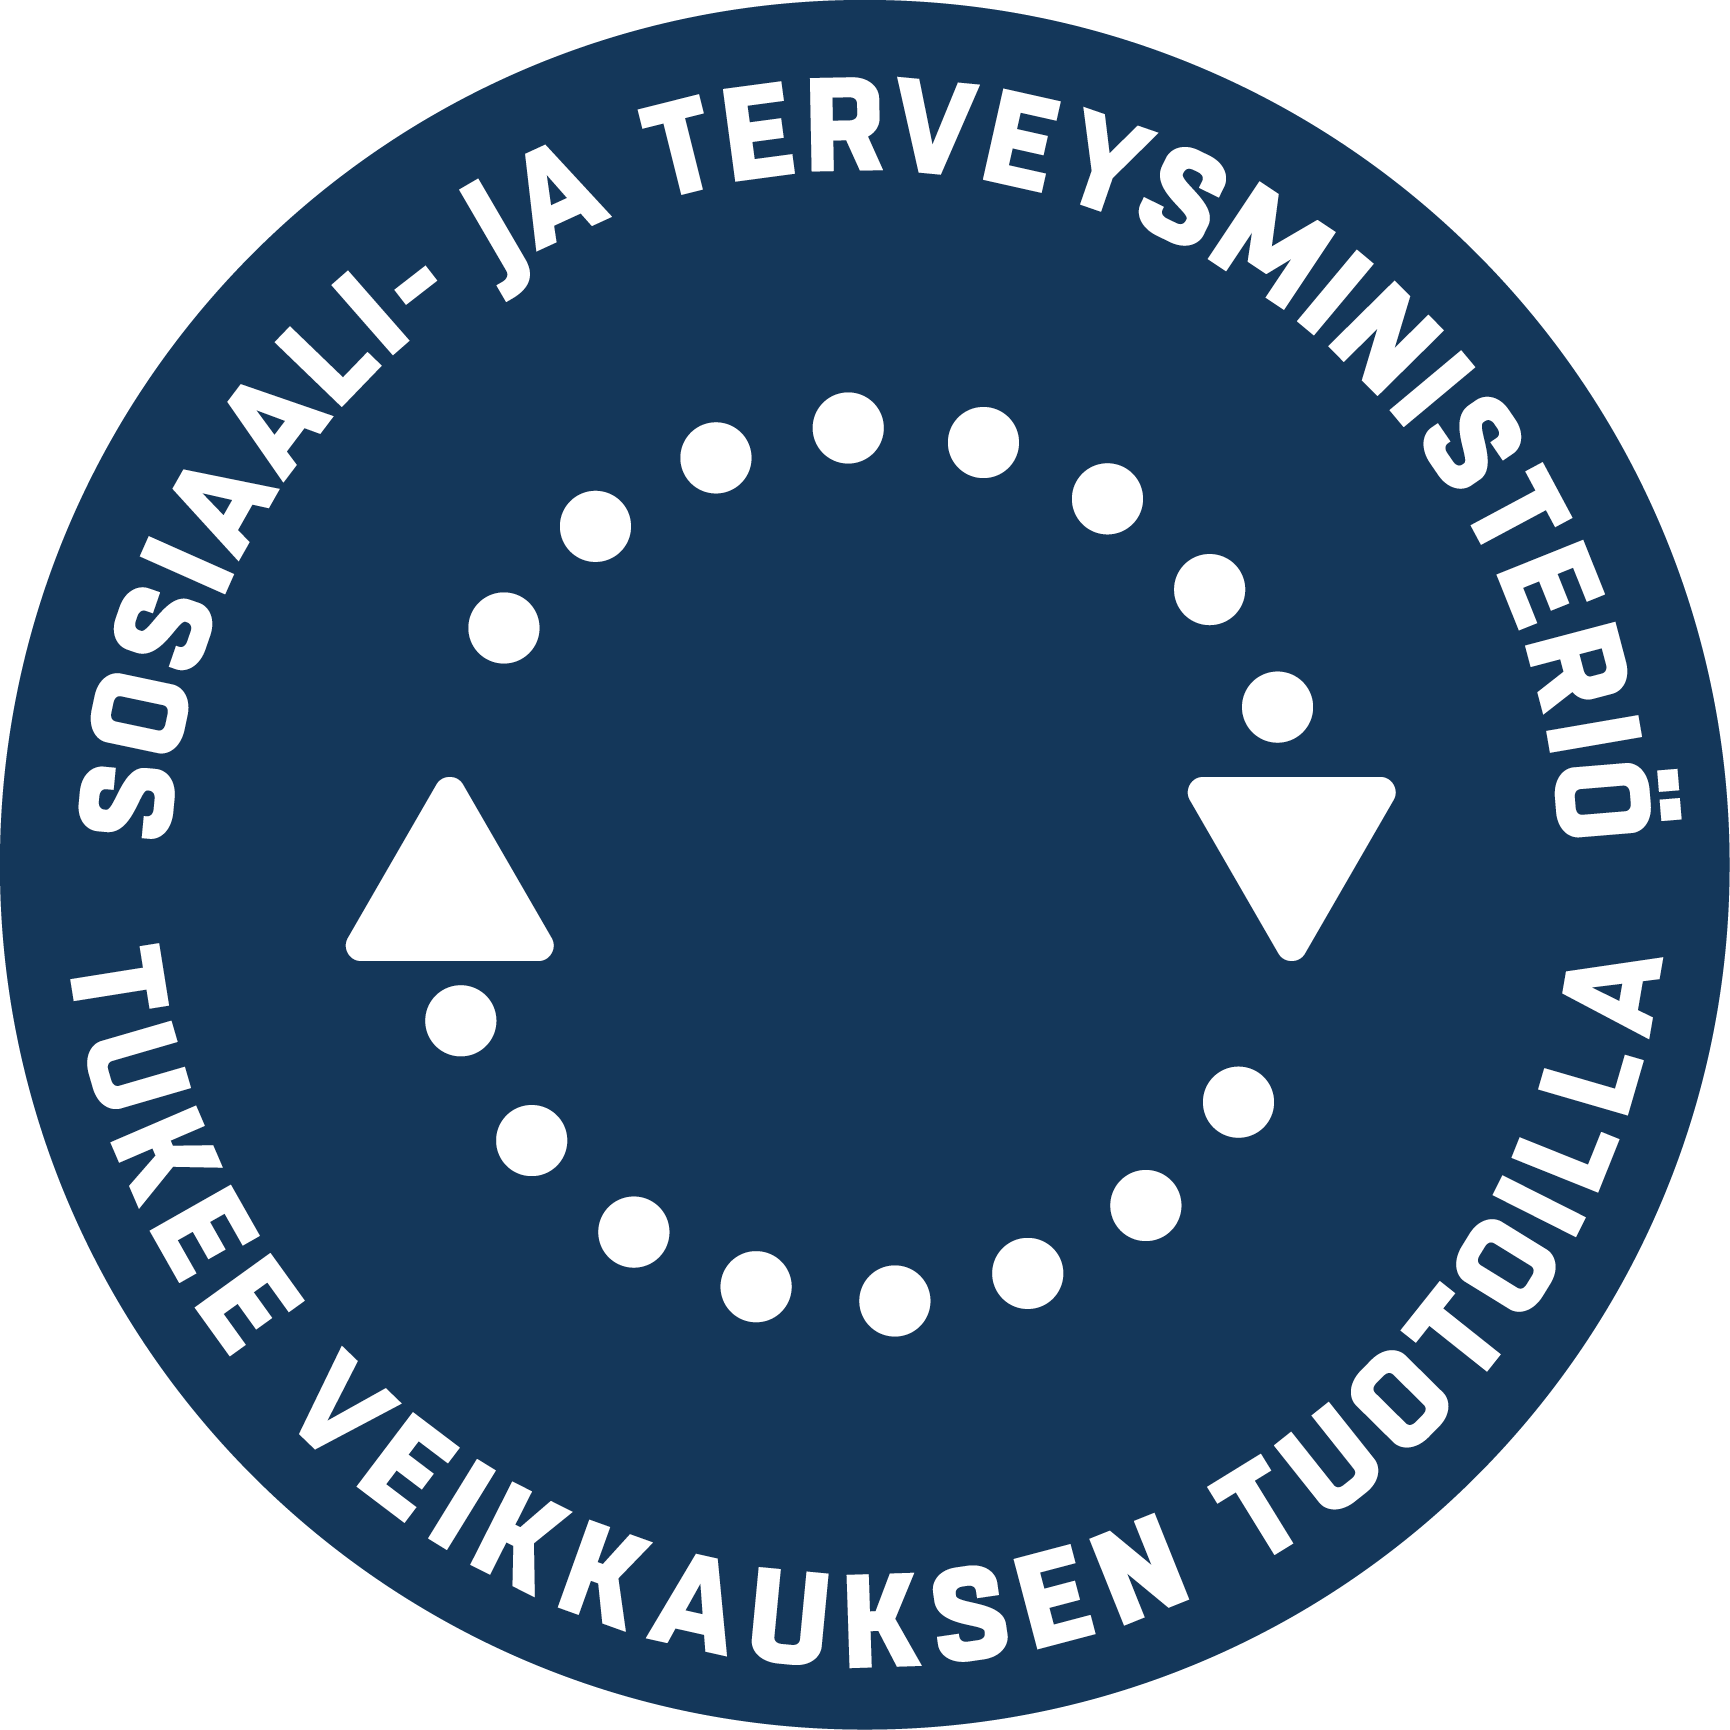 SOSIAALI- JA TERVEYSMINISTERIÖ
TUKEE VEIKKAUKSEN TUOTOILLA